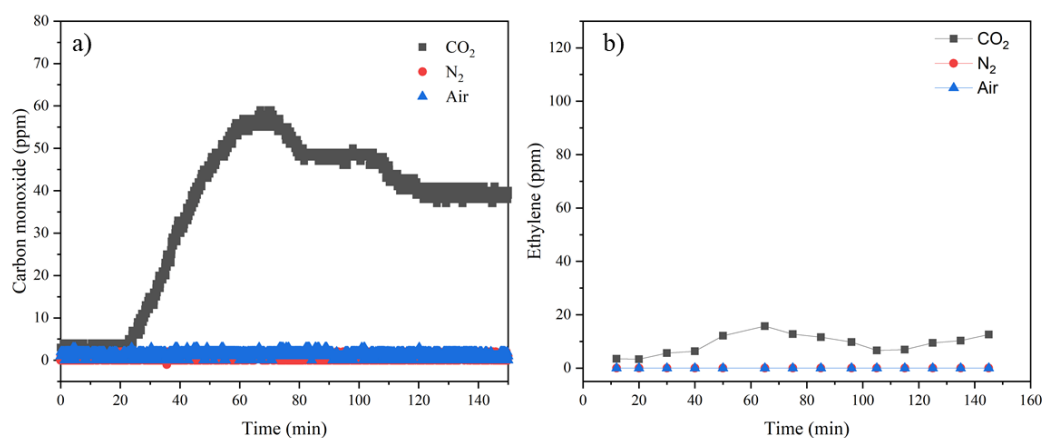 a)
CO2
N2
Air
80
70
60
50
40
30
20
10
0
Carbon monoxide (ppm)
0 20 40 60 80 100 120 140
Time (min)
b)
CO2
N2
Air
120
100
80
60
40
20
0
Ethylene (ppm)
0 20 40 60 80 100 120 140 160
Time (min)